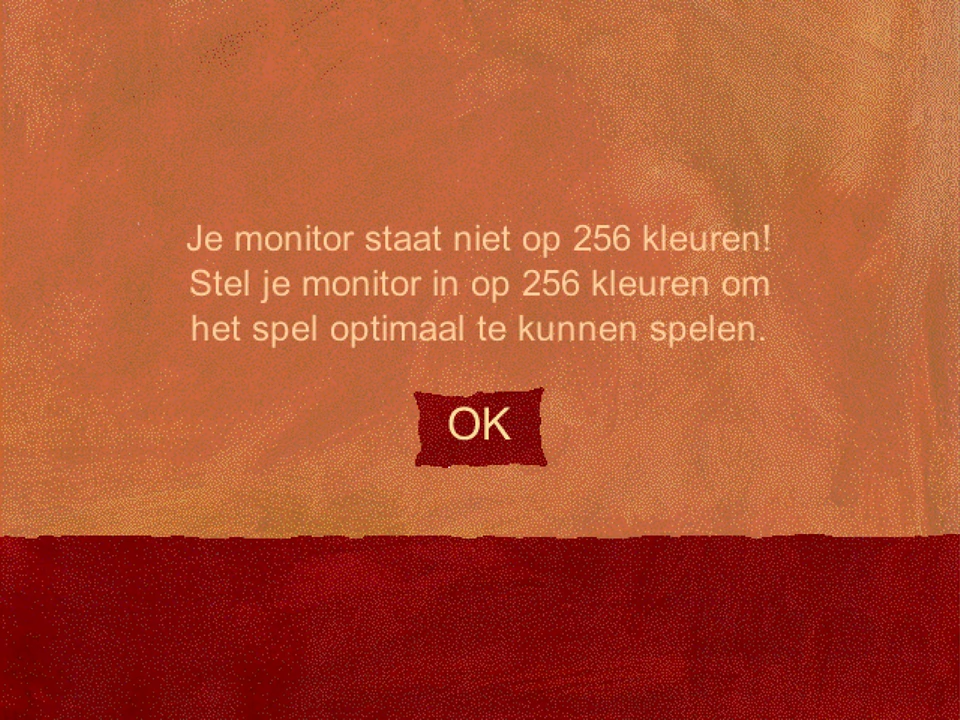 Je monitor staat niet op 256 kleuren!
Stel je monitor in op 256 kleuren om
het spel optimaal te kunnen spelen.
OK